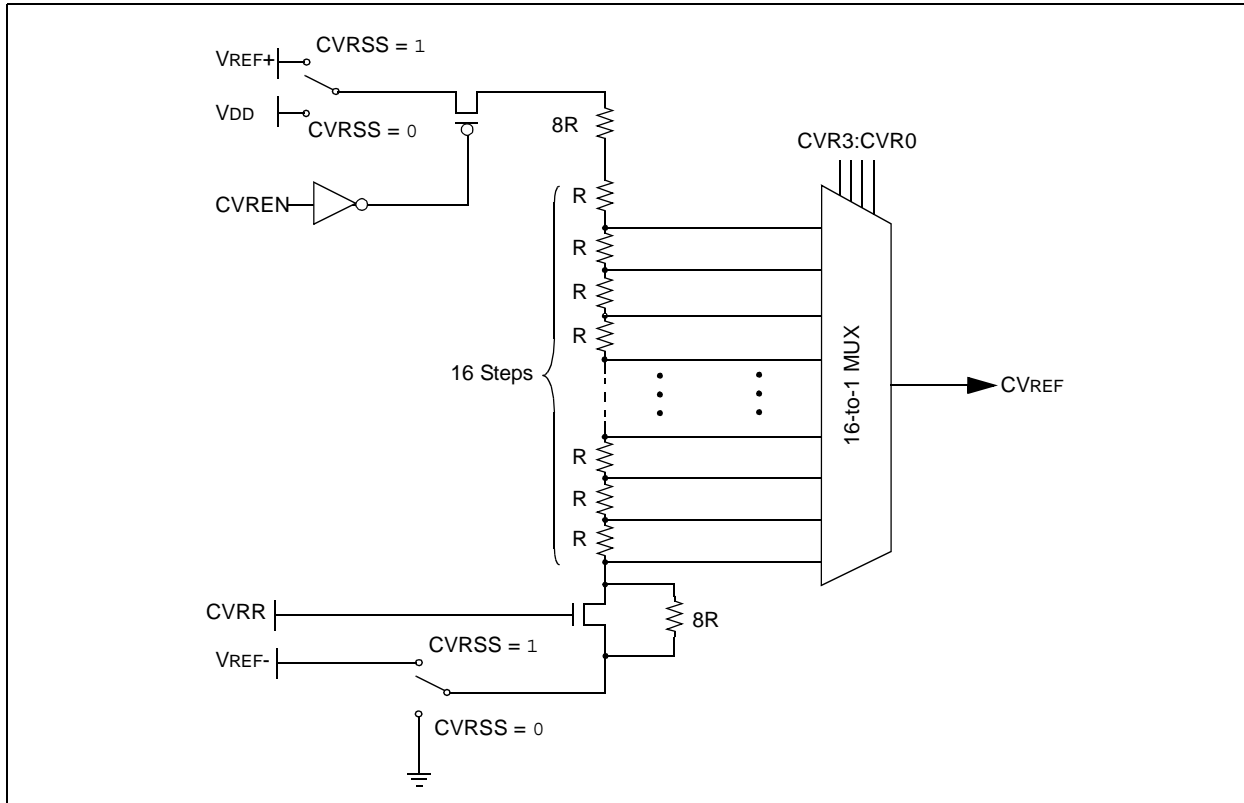 CVRSS = 1
VREF+
VDD
CVRSS = 0
8R
CVREN
CVR3:CVR0
R
R
R
R
16 Steps
16-to-1 MUX
CVREF
R
R
R
CVRR
8R
CVRSS = 1
VREF-
CVRSS = 0